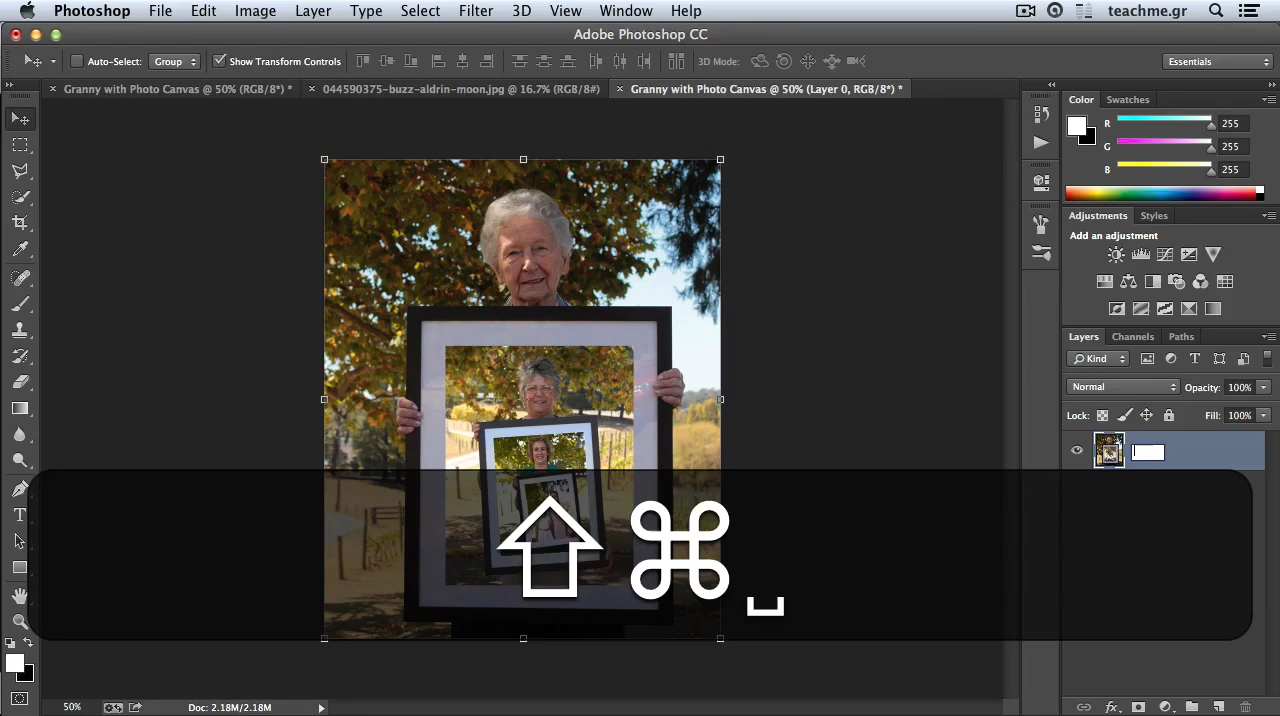 Photoshop File Edit Image Layer Type Select Filter 3D View Window Help teachme.gr
Adobe Photoshop CC
Auto-Select: Group Show Transform Controls 3D Mode: Essentials
Granny with Photo Canvas @ 50% (RGB/8*) * 044590375-buzz-aldrin-moon.jpg @ 16.7% (RGB/8#) Granny with Photo Canvas @ 50% (Layer 0, RGB/8*) *
Color Swatches
R 255
G 255
B 255
Adjustments Styles
Add an adjustment
Layers Channels Paths
Kind
Normal Opacity: 100%
Lock: Fill: 100%
⇧ ⌘ ␣
50% Doc: 2.18M/2.18M